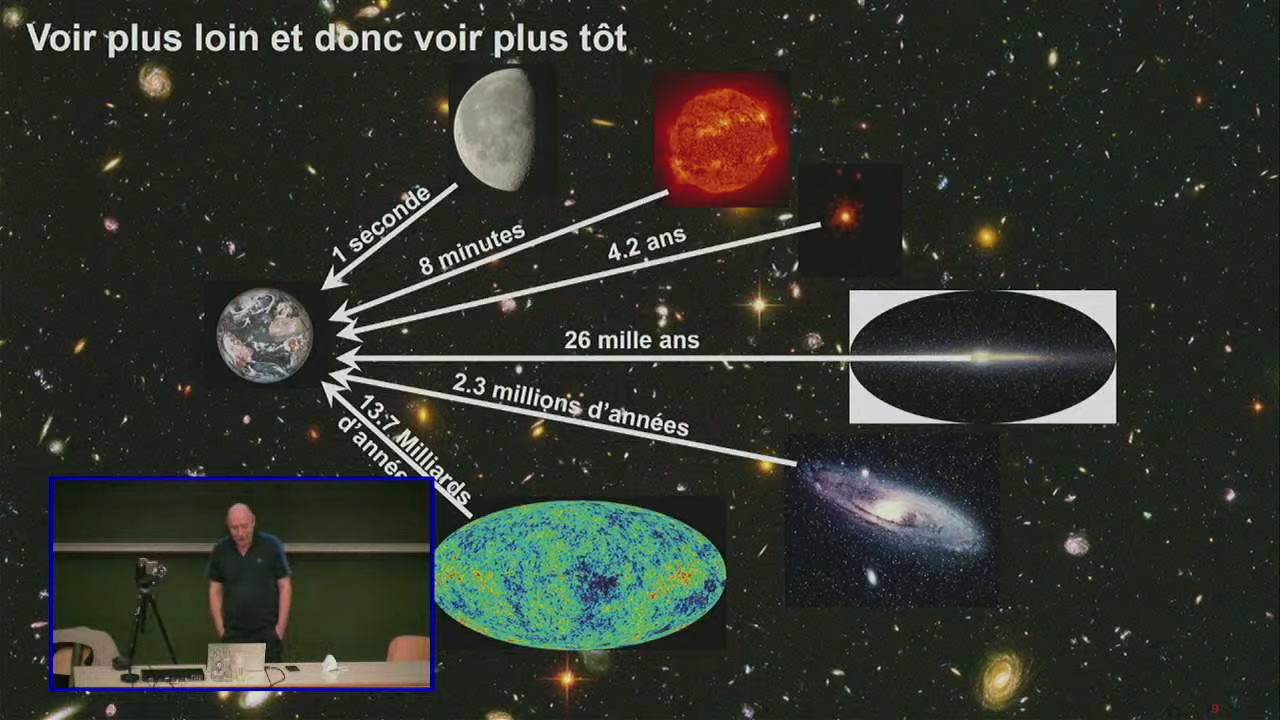 Voir plus loin et donc voir plus tôt
1 seconde
8 minutes
4.2 ans
26 mille ans
2.3 millions d'années
13.7 Milliards
9